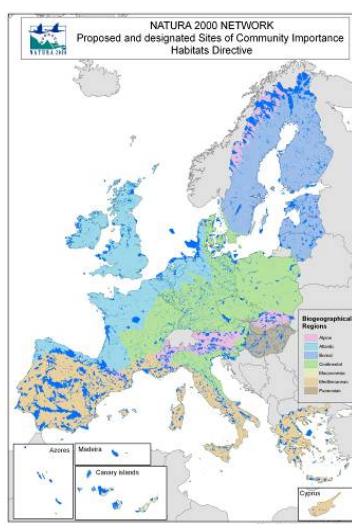 NATURA 2000 NETWORK
Proposed and designated Sites of Community Importance
Habitats Directive
NATURA 2000
Biogeographical
Regions
Alpine
Atlantic
Boreal
Continental
Macaronesian
Mediterranean
Pannonian
Azores
Madeira
Canary islands
Cyprus